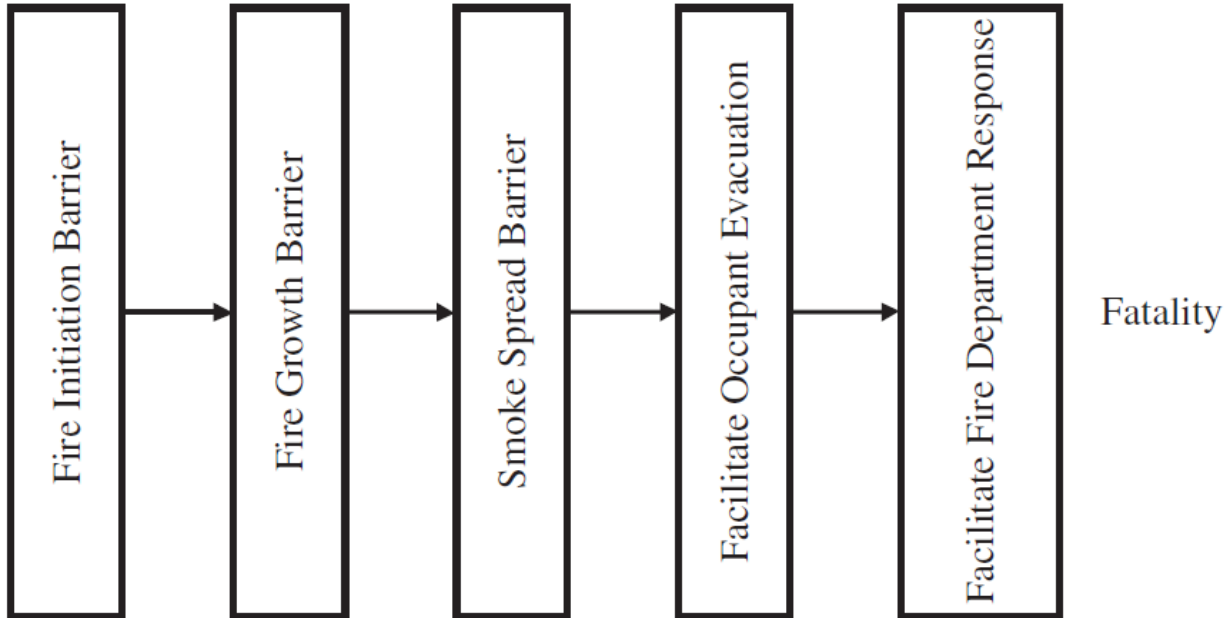 Fire Initiation Barrier
Fire Growth Barrier
Smoke Spread Barrier
Facilitate Occupant Evacuation
Facilitate Fire Department Response
Fatality